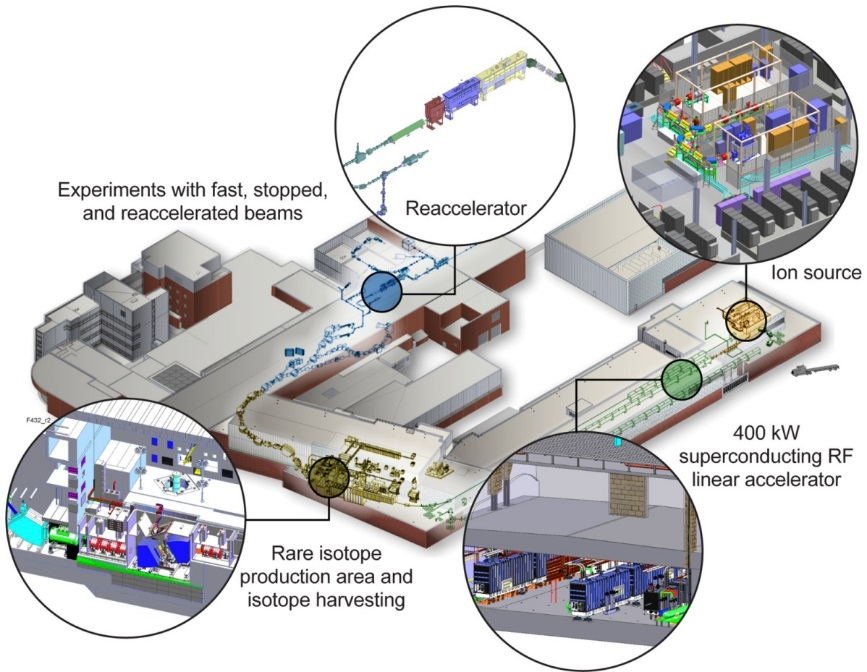 Experiments with fast, stopped,
and reaccelerated beams
Reaccelerator
Ion source
F432_r2
400 kW
superconducting RF
linear accelerator
Rare isotope
production area and
isotope harvesting